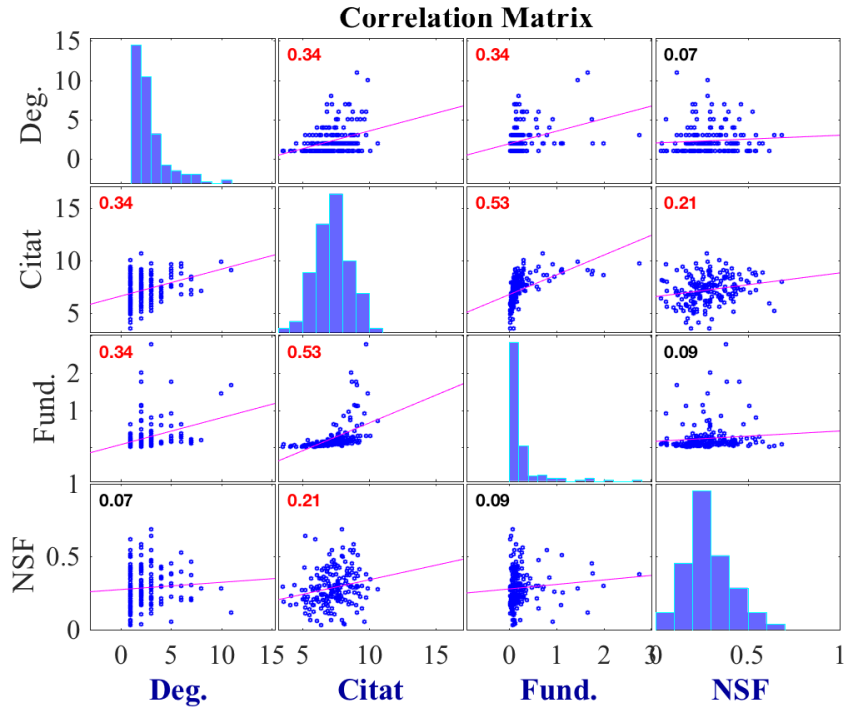 Correlation Matrix
15
10
5
0
Deg.
0.34
0.34
0.07
15
10
5
Citat
0.34
0.53
0.21
2
1
Fund.
0.34
0.53
0.09
1
0.5
0
NSF
0.07
0.21
0.09
0 5 10 15
5 10 15
0 1 2 3
0 0.5 1
Deg. Citat Fund. NSF